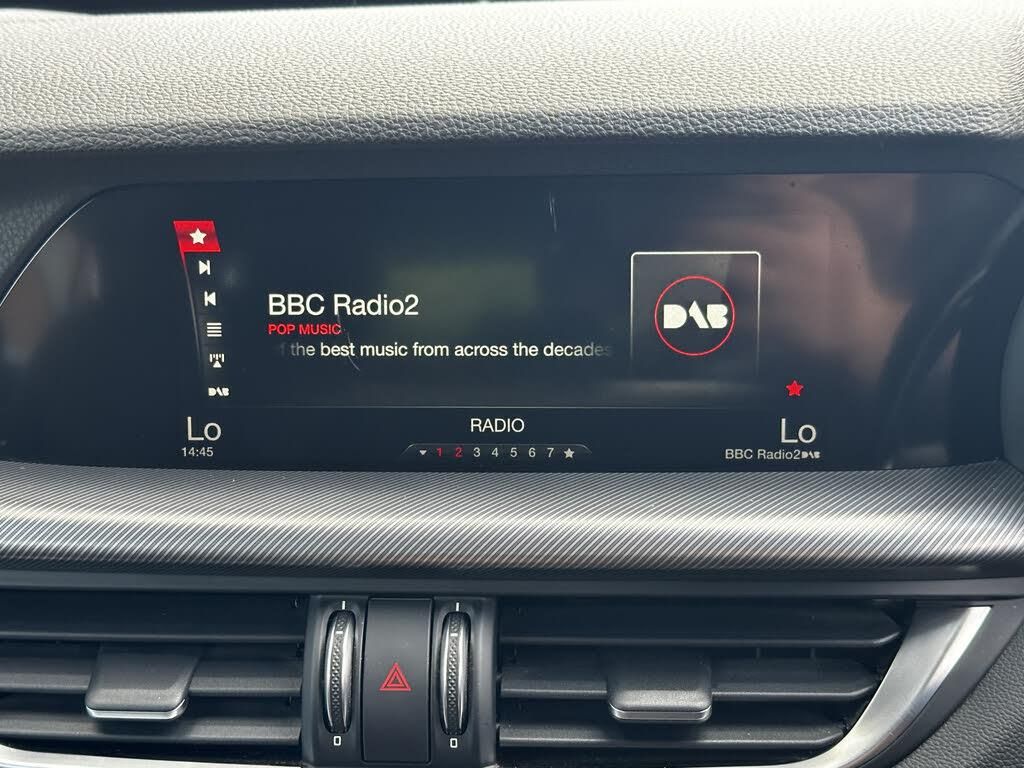 BBC Radio2
POP MUSIC
the best music from across the decades
DAB
DAB
Lo
14:45
RADIO
1 2 3 4 5 6 7
Lo
BBC Radio2 DAB